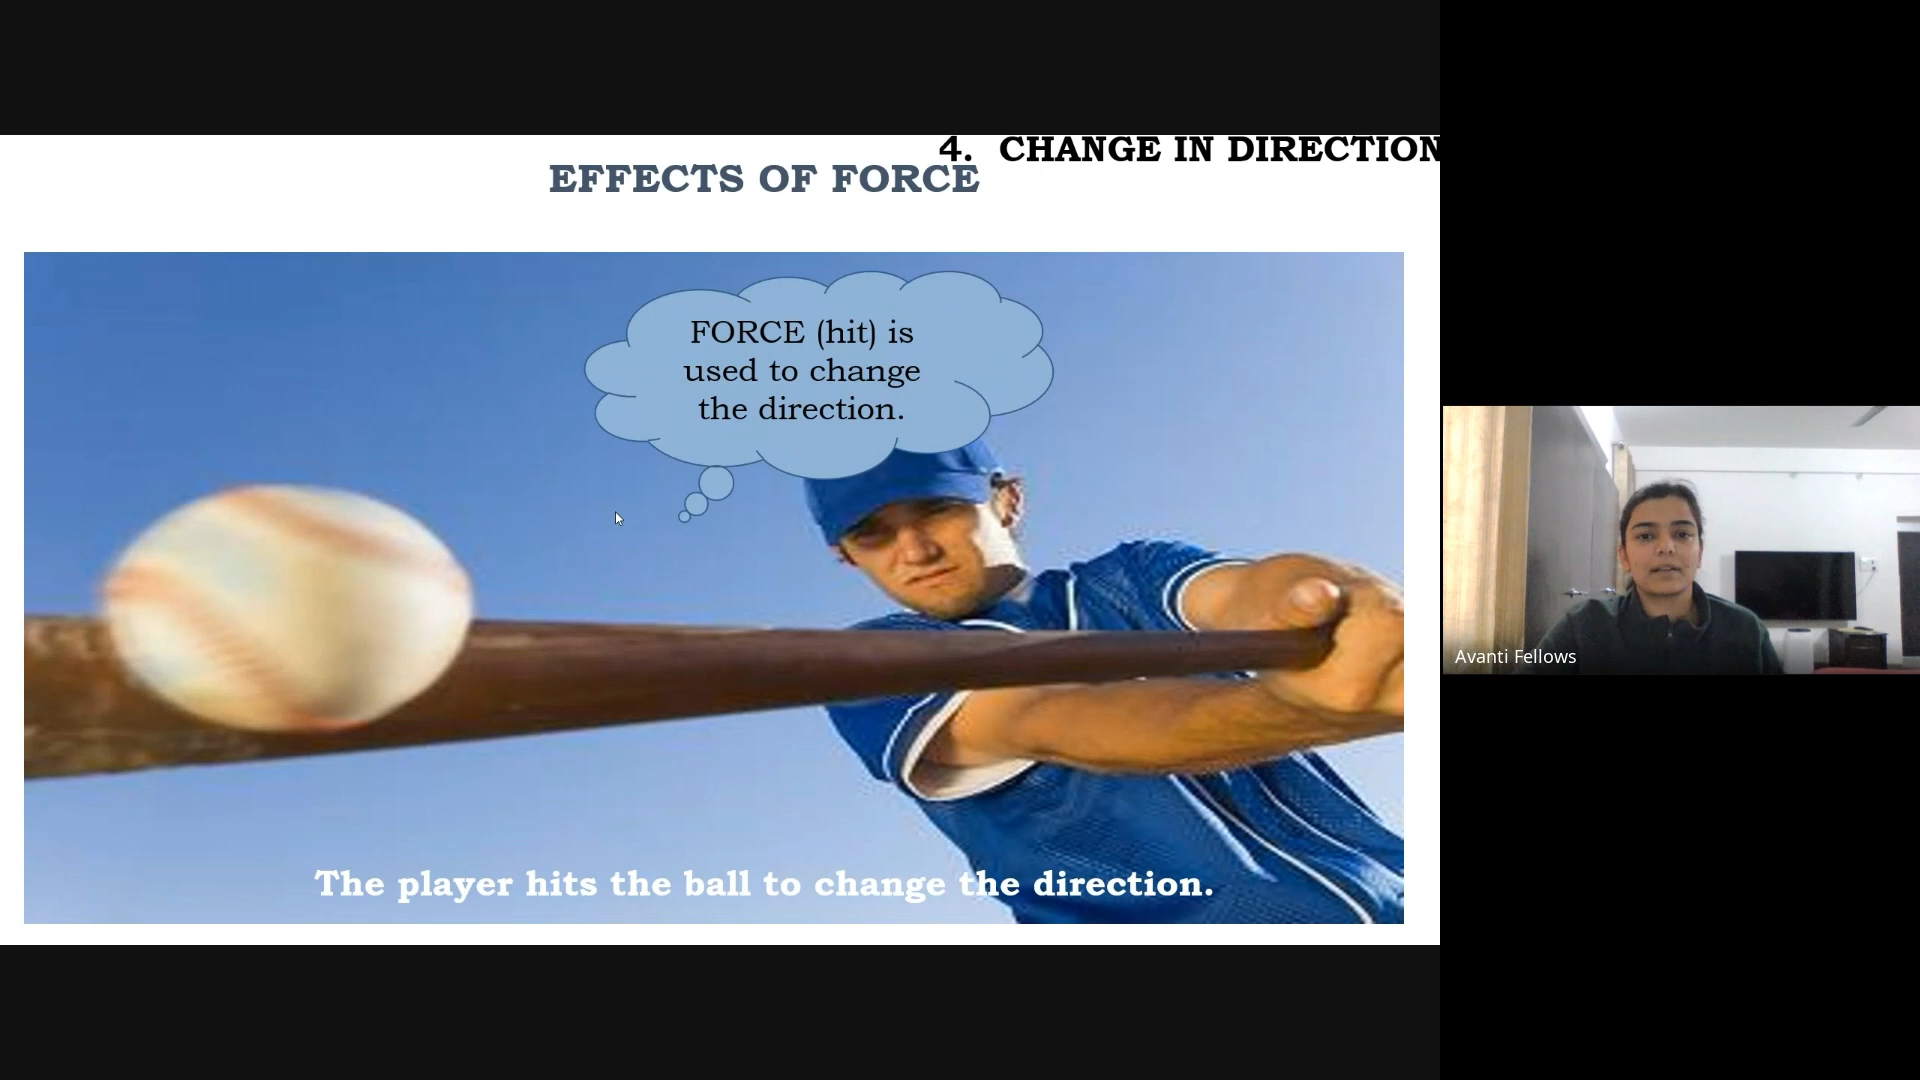 4. CHANGE IN DIRECTION
EFFECTS OF FORCE
FORCE (hit) is
used to change
the direction.
The player hits the ball to change the direction.
Avanti Fellows